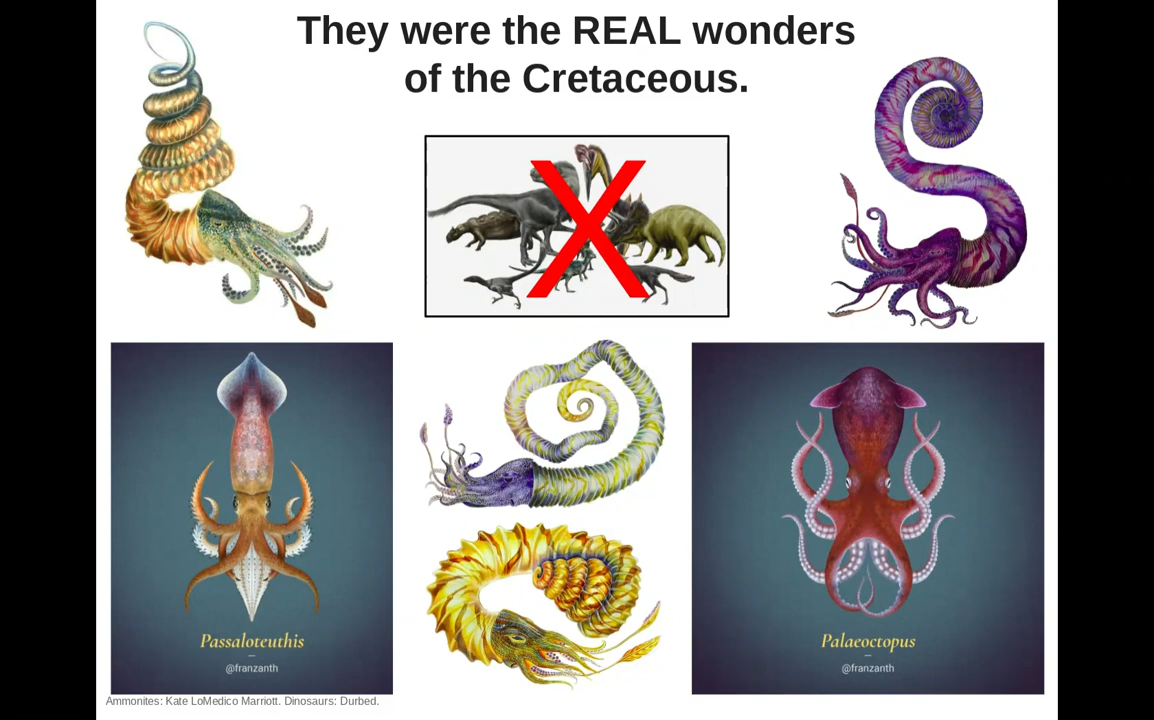 They were the REAL wonders
of the Cretaceous.
X
Passaloteuthis
@franzanth
Palaeoctopus
@franzanth
Ammonites: Kate LoMedico Marriott. Dinosaurs: Durbed.